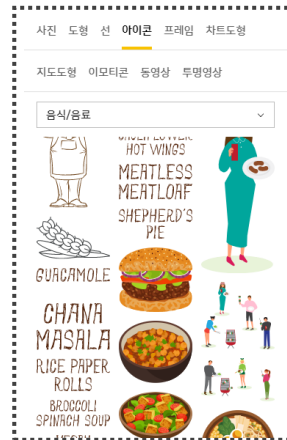 사진 도형 선 아이콘 프레임 차트도형
지도도형 이모티콘 동영상 투명영상
음식/음료
CAULIFLOWER
HOT WINGS
MEATLESS
MEATLOAF
SHEPHERD'S
PIE
GUACAMOLE
CHANA
MASALA
RICE PAPER
ROLLS
BROCCOLI
SPINACH SOUP